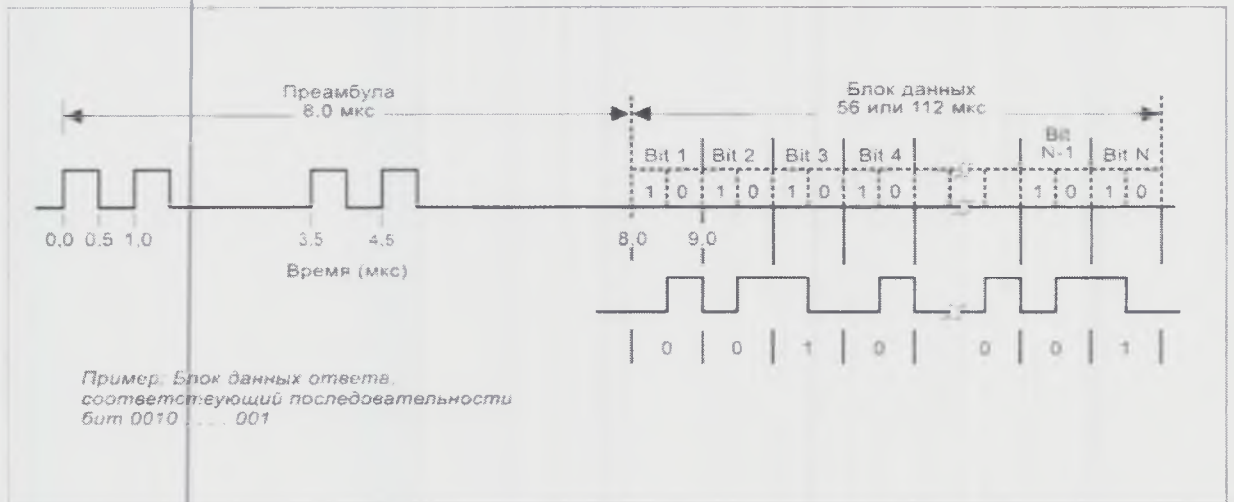 Преамбула
8.0 мкс
Блок данных
56 или 112 мкс
Bit 1 Bit 2 Bit 3 Bit 4 Bit N-1 Bit N
1 0 1 0 1 0 1 0 1 0 1 0
0,0 0.5 1,0 3.5 4,5 8,0 9,0
Время (мкс)
0 0 1 0 0 0 1
Пример: Блок данных ответа,
соответствующий последовательности
бит 0010 . . . . 001